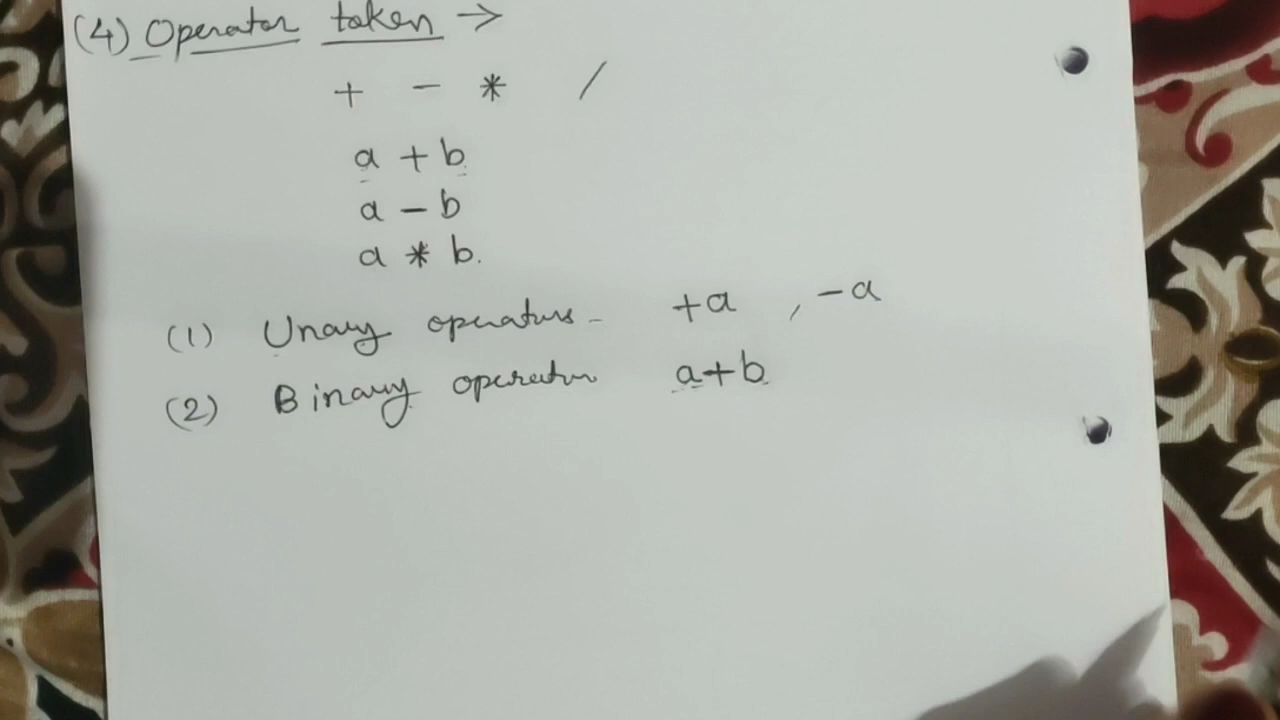 (4) Operator token →
+ - * /
a + b
a - b
a * b.
(1) Unary operators - +a , -a
(2) Binary operator a+b